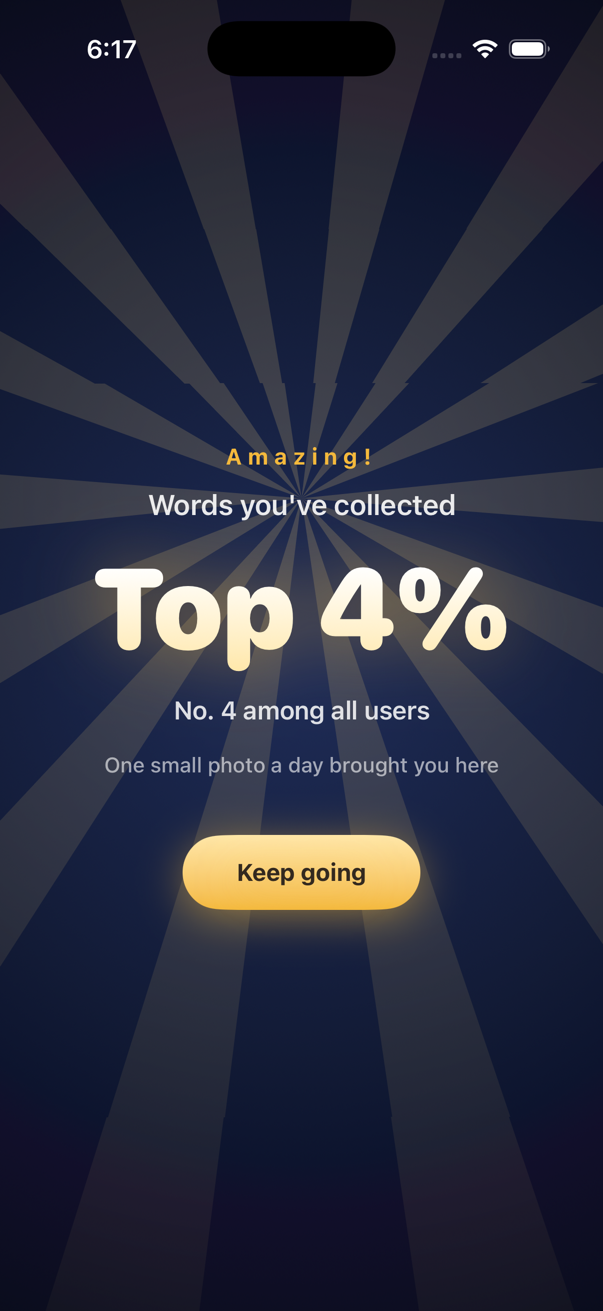 6:17
Amazing!
Words you've collected
Top 4%
No. 4 among all users
One small photo a day brought you here
Keep going